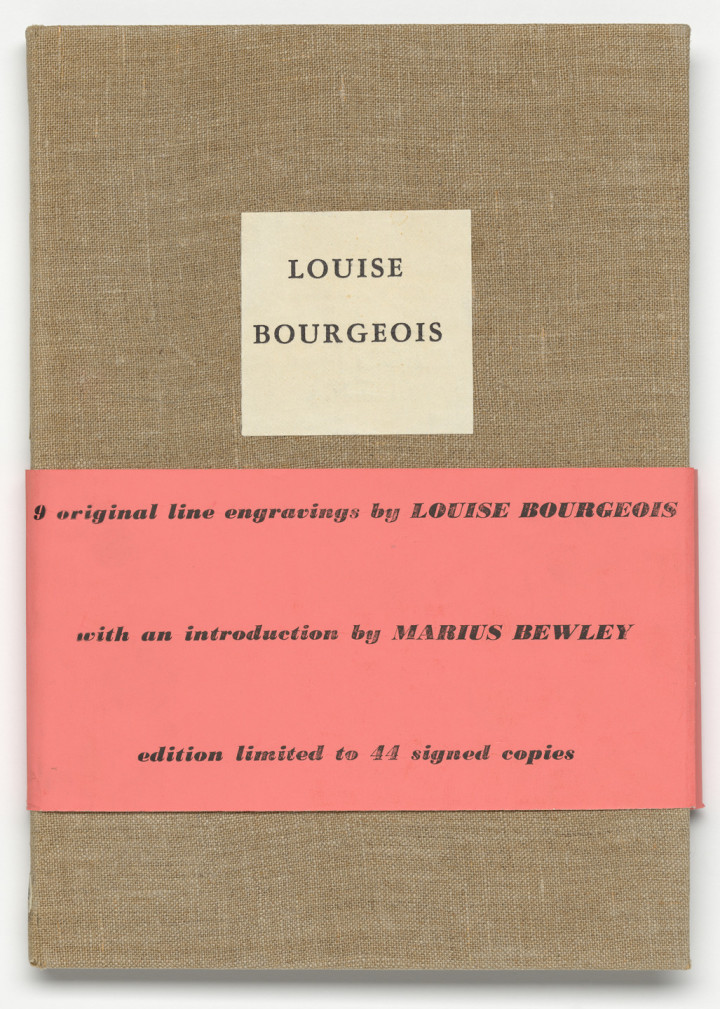 LOUISE
BOURGEOIS
9 original line engravings by LOUISE BOURGEOIS
with an introduction by MARIUS BEWLEY
edition limited to 44 signed copies